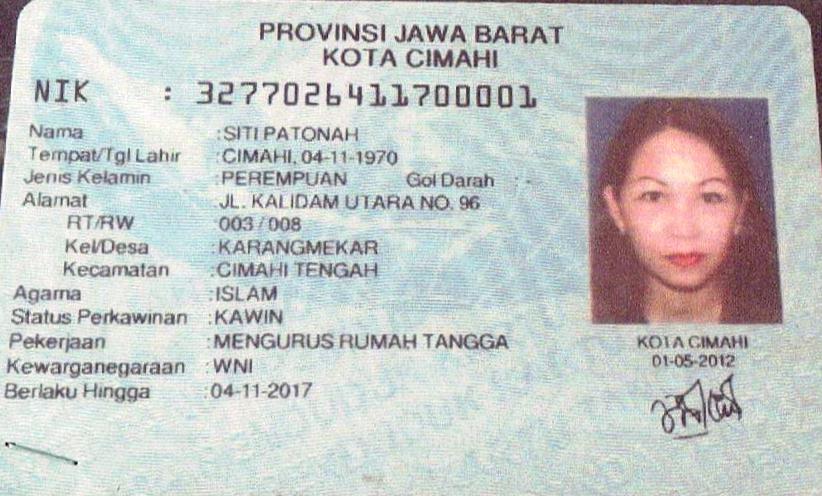 PROVINSI JAWA BARAT
KOTA CIMAHI
NIK : 3277026411700001
Nama :SITI PATONAH
Tempat/Tgl Lahir :CIMAHI, 04-11-1970
Jenis Kelamin :PEREMPUAN Gol Darah : -
Alamat :JL. KALIDAM UTARA NO. 96
RT/RW :003 / 008
Kel/Desa :KARANGMEKAR
Kecamatan :CIMAHI TENGAH
Agama :ISLAM
Status Perkawinan :KAWIN
Pekerjaan :MENGURUS RUMAH TANGGA
Kewarganegaraan :WNI
Berlaku Hingga :04-11-2017
KOTA CIMAHI
01-05-2012